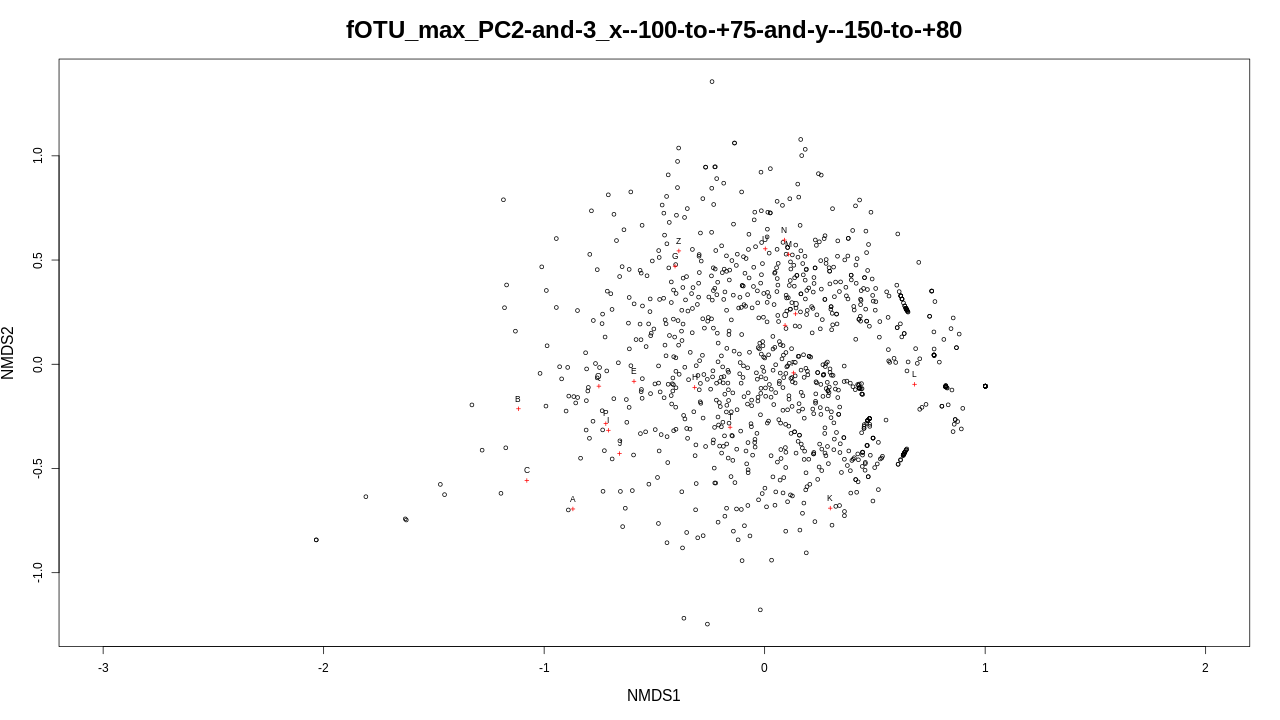 fOTU_max_PC2-and-3_x--100-to-+75-and-y--150-to-+80
1.0
0.5
0.0
-0.5
-1.0
NMDS2
N
Z
G
E
L
H
B
J
C
A
K
-3
-2
-1
0
1
2
NMDS1